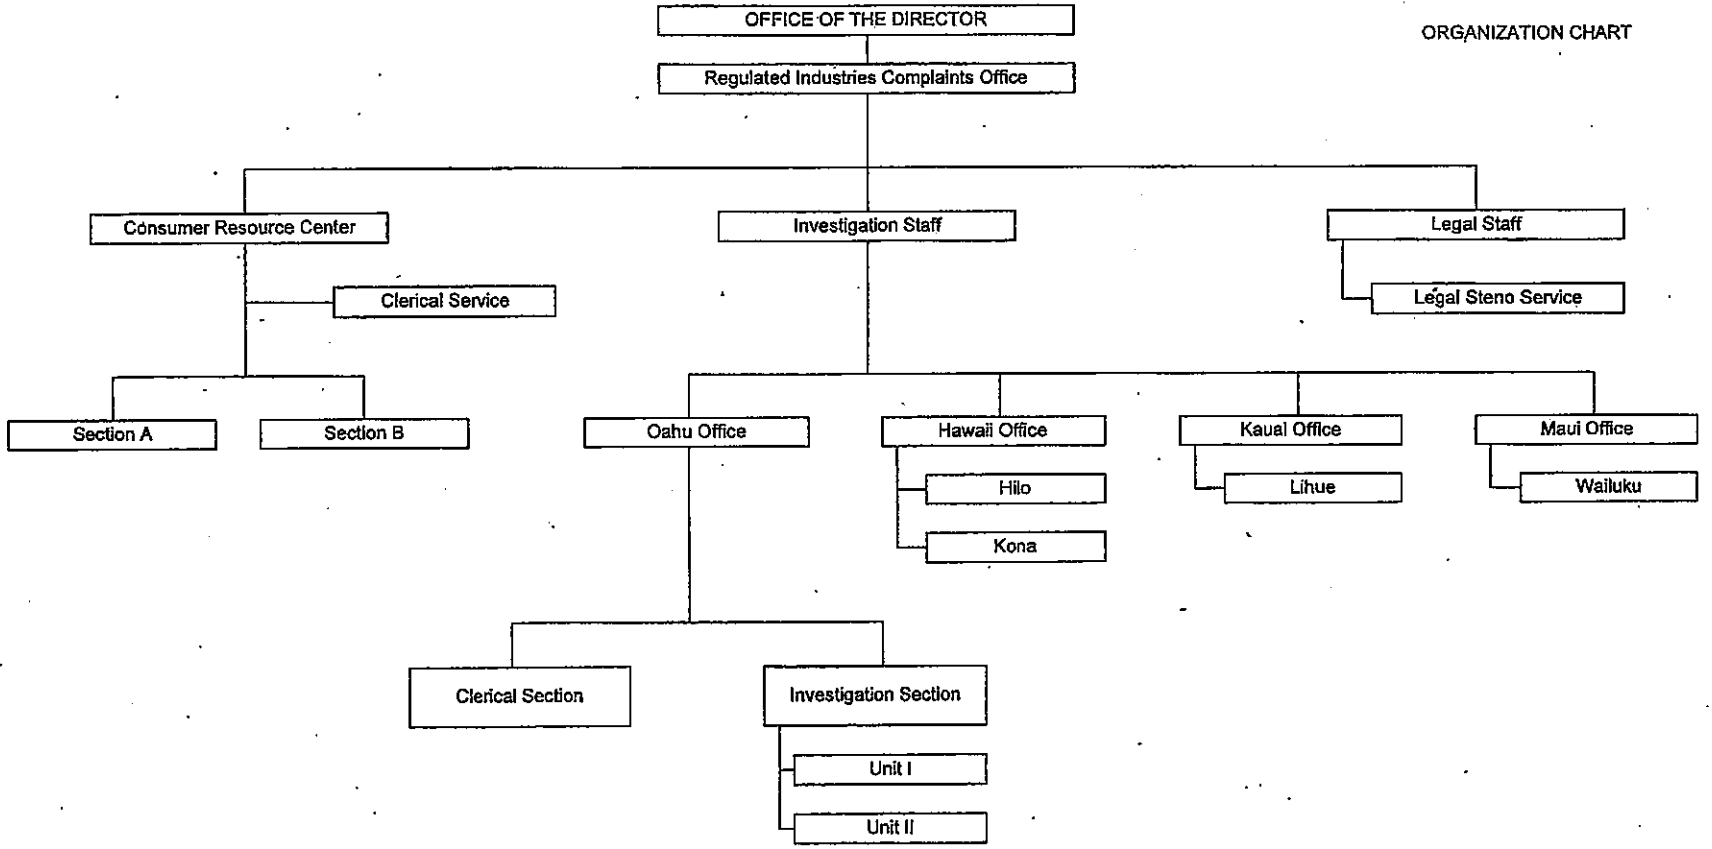 OFFICE OF THE DIRECTOR
ORGANIZATION CHART
Regulated Industries Complaints Office
Consumer Resource Center
Investigation Staff
Legal Staff
Clerical Service
Legal Steno Service
Section A
Section B
Oahu Office
Hawaii Office
Kauai Office
Maui Office
Hilo
Lihue
Wailuku
Kona
Clerical Section
Investigation Section
Unit I
Unit II